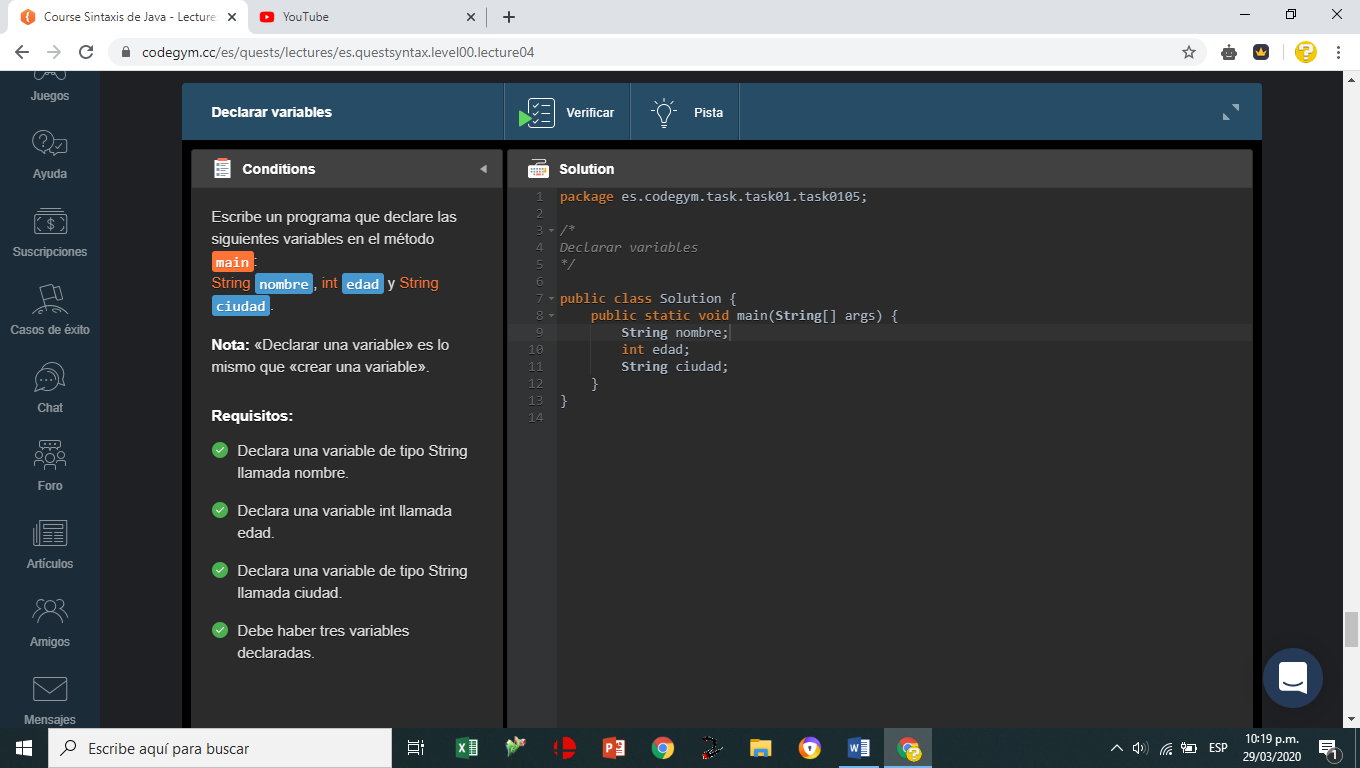 Course Sintaxis de Java - Lecture
YouTube
codegym.cc/es/quests/lectures/es.questsyntax.level00.lecture04
Juegos
Ayuda
Suscripciones
Casos de éxito
Chat
Foro
Artículos
Amigos
Mensajes
Declarar variables
Verificar
Pista
Conditions
Escribe un programa que declare las
siguientes variables en el método
main:
String nombre, int edad y String
ciudad.
Nota: «Declarar una variable» es lo
mismo que «crear una variable».
Requisitos:
Declara una variable de tipo String
llamada nombre.
Declara una variable int llamada
edad.
Declara una variable de tipo String
llamada ciudad.
Debe haber tres variables
declaradas.
Solution
1 package es.codegym.task.task01.task0105;
2
3 /*
4 Declarar variables
5 */
6
7 public class Solution {
8 public static void main(String[] args) {
9 String nombre;
10 int edad;
11 String ciudad;
12 }
13 }
14
Escribe aquí para buscar
ESP
10:19 p.m.
29/03/2020
1